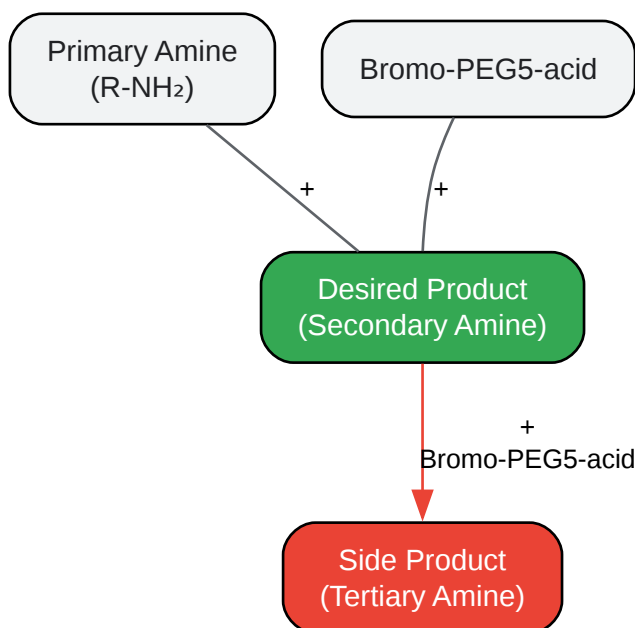 Primary Amine
(R-NH₂)
Bromo-PEG5-acid
+
+
Desired Product
(Secondary Amine)
+
Bromo-PEG5-acid
Side Product
(Tertiary Amine)